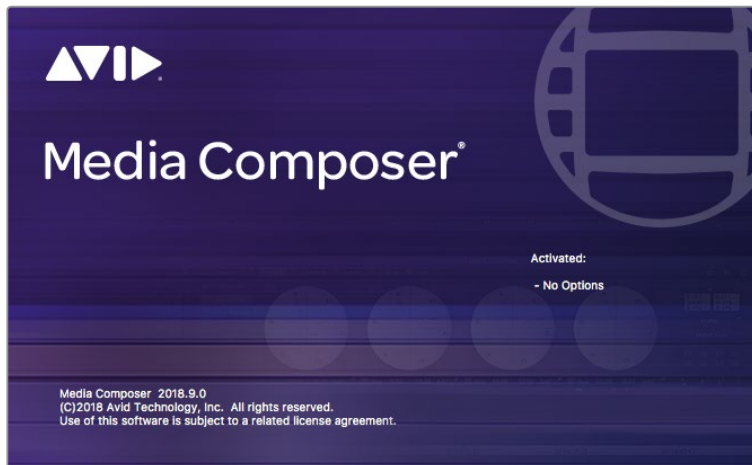 AVID
Media Composer®
Activated:
- No Options
Media Composer 2018.9.0
(C)2018 Avid Technology, Inc. All rights reserved.
Use of this software is subject to a related license agreement.